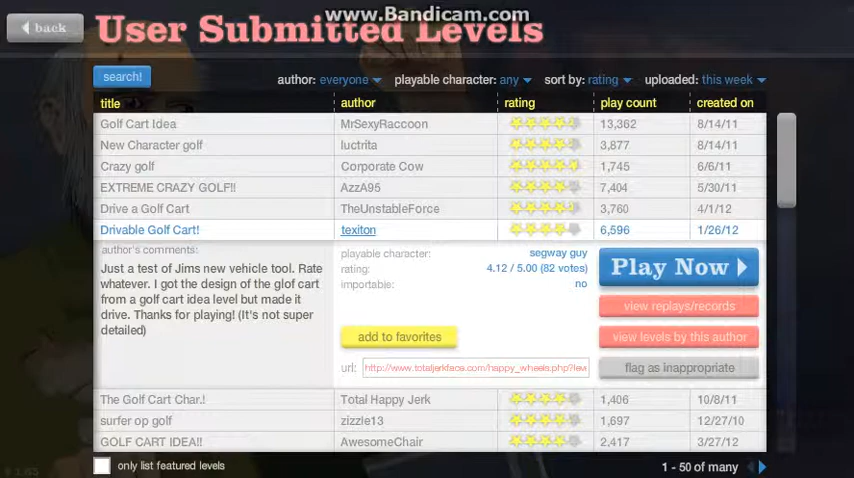 www.Bandicam.com
back
User Submitted Levels
search!
author: everyone playable character: any sort by: rating uploaded: this week
title author rating play count created on
Golf Cart Idea MrSexyRaccoon 13,362 8/14/11
New Character golf luctrita 3,877 8/14/11
Crazy golf Corporate Cow 1,745 6/6/11
EXTREME CRAZY GOLF!! AzzA95 7,404 5/30/11
Drive a Golf Cart TheUnstableForce 3,760 4/1/12
Drivable Golf Cart! texiton 6,596 1/26/12
author's comments:
Just a test of Jims new vehicle tool. Rate
whatever. I got the design of the glof cart
from a golf cart idea level but made it
drive. Thanks for playing! (It's not super
detailed)
playable character: segway guy
rating: 4.12 / 5.00 (82 votes)
importable: no
add to favorites
url: http://www.totaljerkface.com/happy_wheels.php?lev
Play Now
view replays/records
view levels by this author
flag as inappropriate
The Golf Cart Char.! Total Happy Jerk 1,406 10/8/11
surfer op golf zizzle13 1,697 12/27/10
GOLF CART IDEA!! AwesomeChair 2,417 3/27/12
only list featured levels
1 - 50 of many